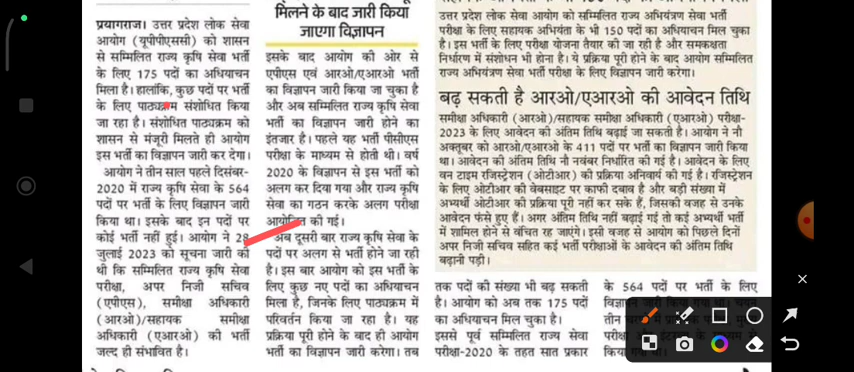 प्रयागराज। उत्तर प्रदेश लोक सेवा
आयोग (यूपीपीएससी) को शासन
से सम्मिलित राज्य कृषि सेवा भर्ती
के लिए 175 पदों का अधियाचन
मिला है। हालांकि, कुछ पदों पर भर्ती
के लिए पाठ्यक्रम संशोधित किया
जा रहा है। संशोधित पाठ्यक्रम को
शासन से मंजूरी मिलते ही आयोग
इस भर्ती का विज्ञापन जारी कर देगा।
आयोग ने तीन साल पहले दिसंबर-
2020 में राज्य कृषि सेवा के 564
पदों पर भर्ती के लिए विज्ञापन जारी
किया था। इसके बाद इन पदों पर
कोई भर्ती नहीं हुई। आयोग ने 28
जुलाई 2023 को सूचना जारी की
थी कि सम्मिलित राज्य कृषि सेवा
परीक्षा, अपर निजी सचिव
(एपीएस), समीक्षा अधिकारी
(आरओ)/सहायक समीक्षा
अधिकारी (एआरओ) की भर्ती
जल्द ही संभावित है।
मिलने के बाद जारी किया
जाएगा विज्ञापन
इसके बाद आयोग की ओर से
एपीएस एवं आरओ/एआरओ भर्ती
का विज्ञापन जारी किया जा चुका है
और अब सम्मिलित राज्य कृषि सेवा
भर्ती का विज्ञापन जारी होने का
इंतजार है। पहले यह भर्ती पीसीएस
परीक्षा के माध्यम से होती थी। वर्ष
2020 के विज्ञापन से इस भर्ती को
अलग कर दिया गया और राज्य कृषि
सेवा का गठन करके अलग परीक्षा
आयोजित की गई।
अब दूसरी बार राज्य कृषि सेवा के
पदों पर अलग से भर्ती होने जा रही
है। इस बार आयोग को इस भर्ती के
लिए कुछ नए पदों का अधियाचन
मिला है, जिनके लिए पाठ्यक्रम में
परिवर्तन किया जा रहा है। यह
प्रक्रिया पूरी होने के बाद ही आयोग
भर्ती का विज्ञापन जारी करेगा। तब
उत्तर प्रदेश लोक सेवा आयोग को सम्मिलित राज्य अभियंत्रण सेवा भर्ती
परीक्षा के लिए सहायक अभियंता के भी 150 पदों का अधियाचन मिल चुका
है। इस भर्ती के लिए परीक्षा योजना तैयार की जा रही है और समकक्षता
निर्धारण में संशोधन भी होना है। ये प्रक्रिया पूरी होने के बाद आयोग सम्मिलित
राज्य अभियंत्रण सेवा भर्ती परीक्षा के लिए विज्ञापन जारी करेगा।
बढ़ सकती है आरओ/एआरओ की आवेदन तिथि
समीक्षा अधिकारी (आरओ)/सहायक समीक्षा अधिकारी (एआरओ) परीक्षा-
2023 के लिए आवेदन की अंतिम तिथि बढ़ाई जा सकती है। आयोग ने नौ
अक्तूबर को आरओ/एआरओ के 411 पदों पर भर्ती का विज्ञापन जारी किया
था। आवेदन की अंतिम तिथि नौ नवंबर निर्धारित की गई है। आवेदन के लिए
वन टाइम रजिस्ट्रेशन (ओटीआर) की प्रक्रिया अनिवार्य की गई है। रजिस्ट्रेशन
के लिए ओटीआर की वेबसाइट पर काफी दबाव है और बड़ी संख्या में
अभ्यर्थी ओटीआर की प्रक्रिया पूरी नहीं कर सके हैं, जिसकी वजह से उनके
आवेदन फंसे हुए हैं। अगर अंतिम तिथि नहीं बढ़ाई गई तो कई अभ्यर्थी भर्ती
में शामिल होने से वंचित रह जाएंगे। इसी वजह से आयोग को पिछले दिनों
अपर निजी सचिव सहित कई भर्ती परीक्षाओं के आवेदन की अंतिम तिथि
बढ़ानी पड़ी।
तक पदों की संख्या भी बढ़ सकती
है। आयोग को अब तक 175 पदों
का अधियाचन मिल चुका है।
इससे पूर्व सम्मिलित राज्य सेवा
परीक्षा-2020 के तहत सात प्रकार
के 564 पदों पर भर्ती के लिए
तीन
परीक्षा